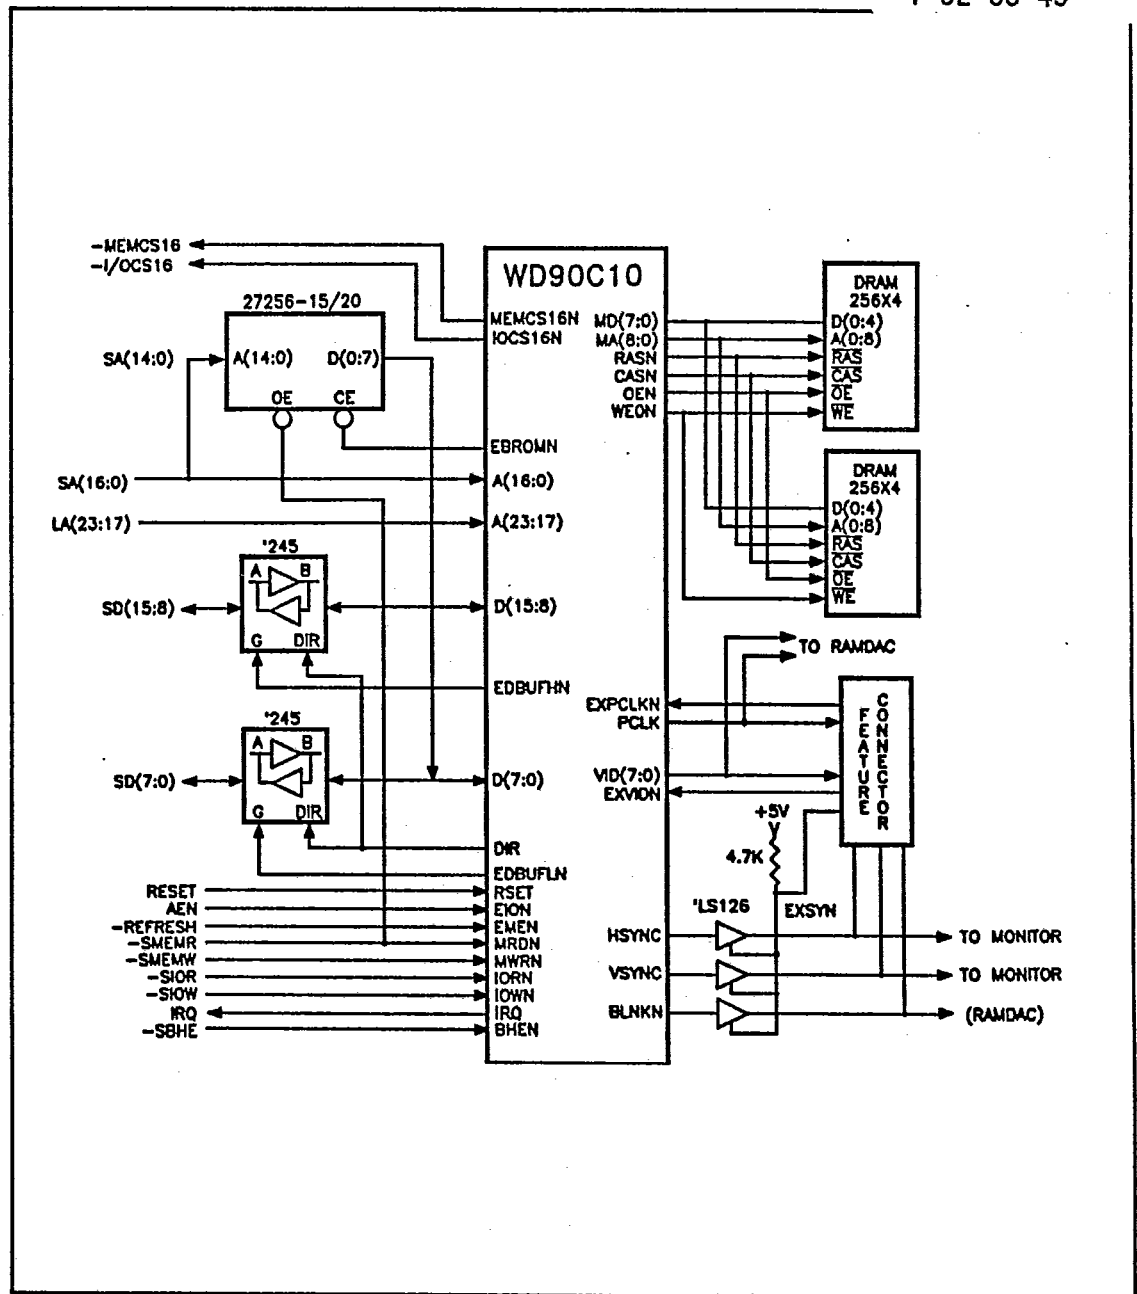 -MEMCS16
-I/OCS16
27256-15/20
SA(14:0)
A(14:0) D(0:7)
OE CE
SA(16:0)
LA(23:17)
'245
A B
SD(15:8)
G DIR
'245
A B
SD(7:0)
G DIR
RESET
AEN
-REFRESH
-SMEMR
-SMEMW
-SIOR
-SIOW
IRQ
-SBHE
WD90C10
MEMCS16N
IOCS16N
EBROMN
A(16:0)
A(23:17)
D(15:8)
EDBUFHN
D(7:0)
DIR
EDBUFLN
RSET
EION
EMEN
MRDN
MWRN
IORN
IOWN
IRQ
BHEN
MD(7:0)
MA(8:0)
RASN
CASN
OEN
WE0N
EXPCLKN
PCLK
VID(7:0)
EXVIDN
HSYNC
VSYNC
BLNKN
DRAM
256X4
D(0:4)
A(0:8)
RAS
CAS
OE
WE
DRAM
256X4
D(0:4)
A(0:8)
RAS
CAS
OE
WE
TO RAMDAC
FEATURE
CONNECTOR
+5V
4.7K
'LS126
EXSYN
TO MONITOR
TO MONITOR
(RAMDAC)